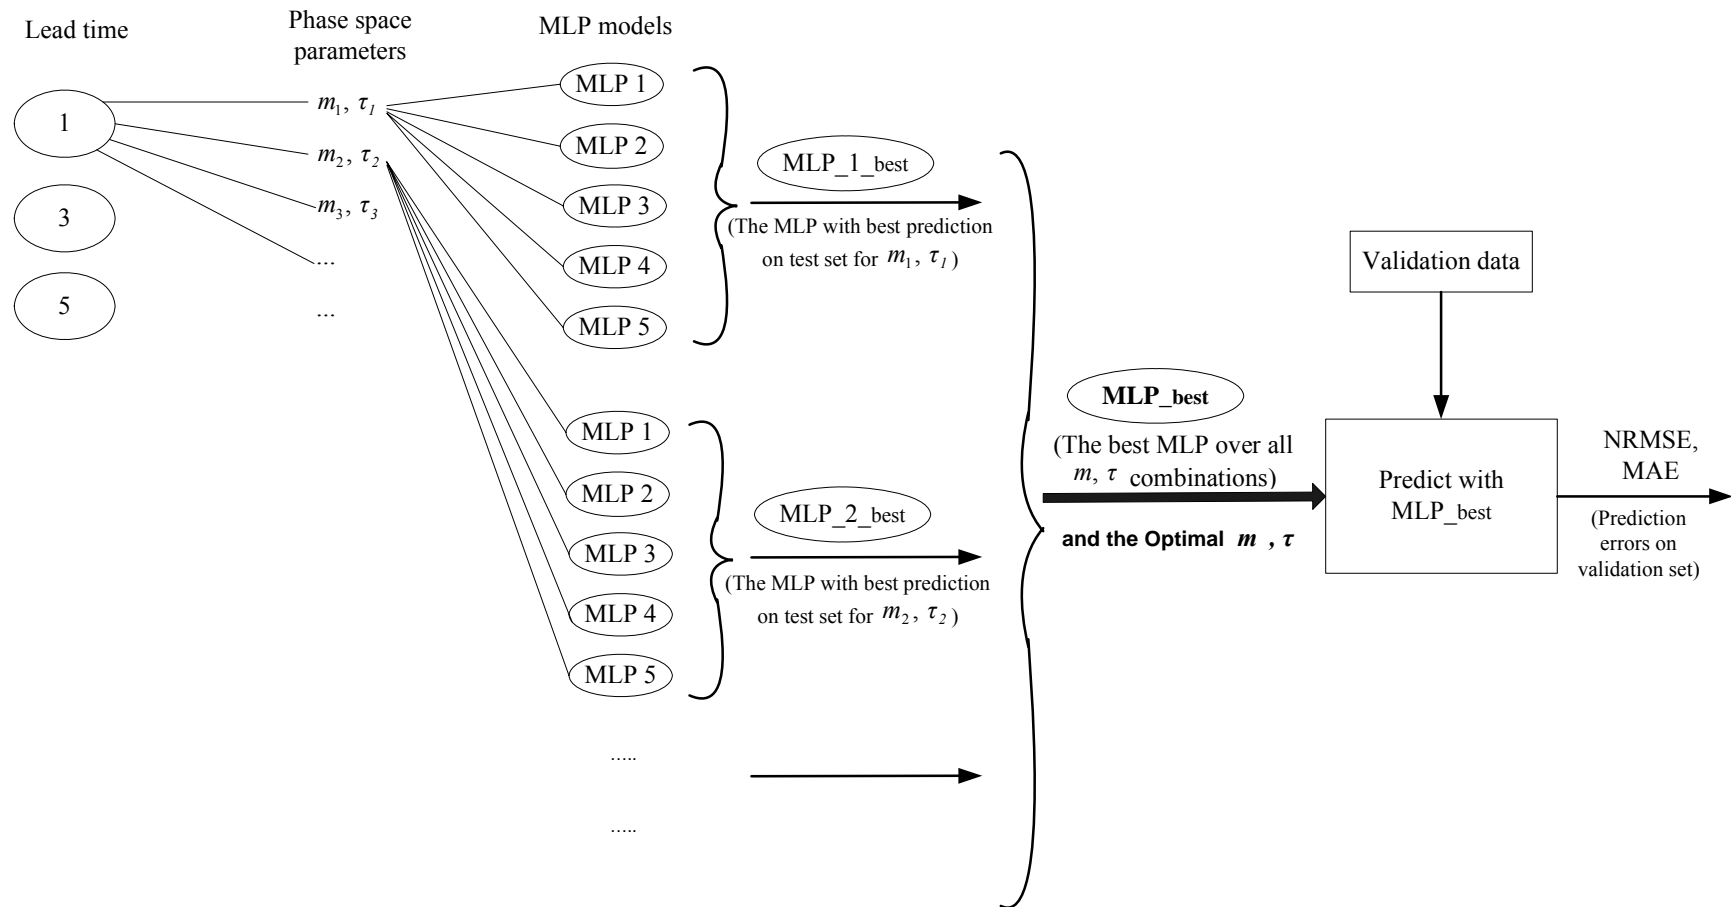 Lead time
1
3
5
Phase space
parameters
m₁, τ₁
m₂, τ₂
m₃, τ₃
...
...
MLP models
MLP 1
MLP 2
MLP 3
MLP 4
MLP 5
MLP 1
MLP 2
MLP 3
MLP 4
MLP 5
.....
.....
MLP_1_best
(The MLP with best prediction
on test set for m₁, τ₁)
MLP_2_best
(The MLP with best prediction
on test set for m₂, τ₂)
MLP_best
(The best MLP over all
m, τ combinations)
and the Optimal m , τ
Validation data
Predict with
MLP_best
NRMSE,
MAE
(Prediction
errors on
validation set)